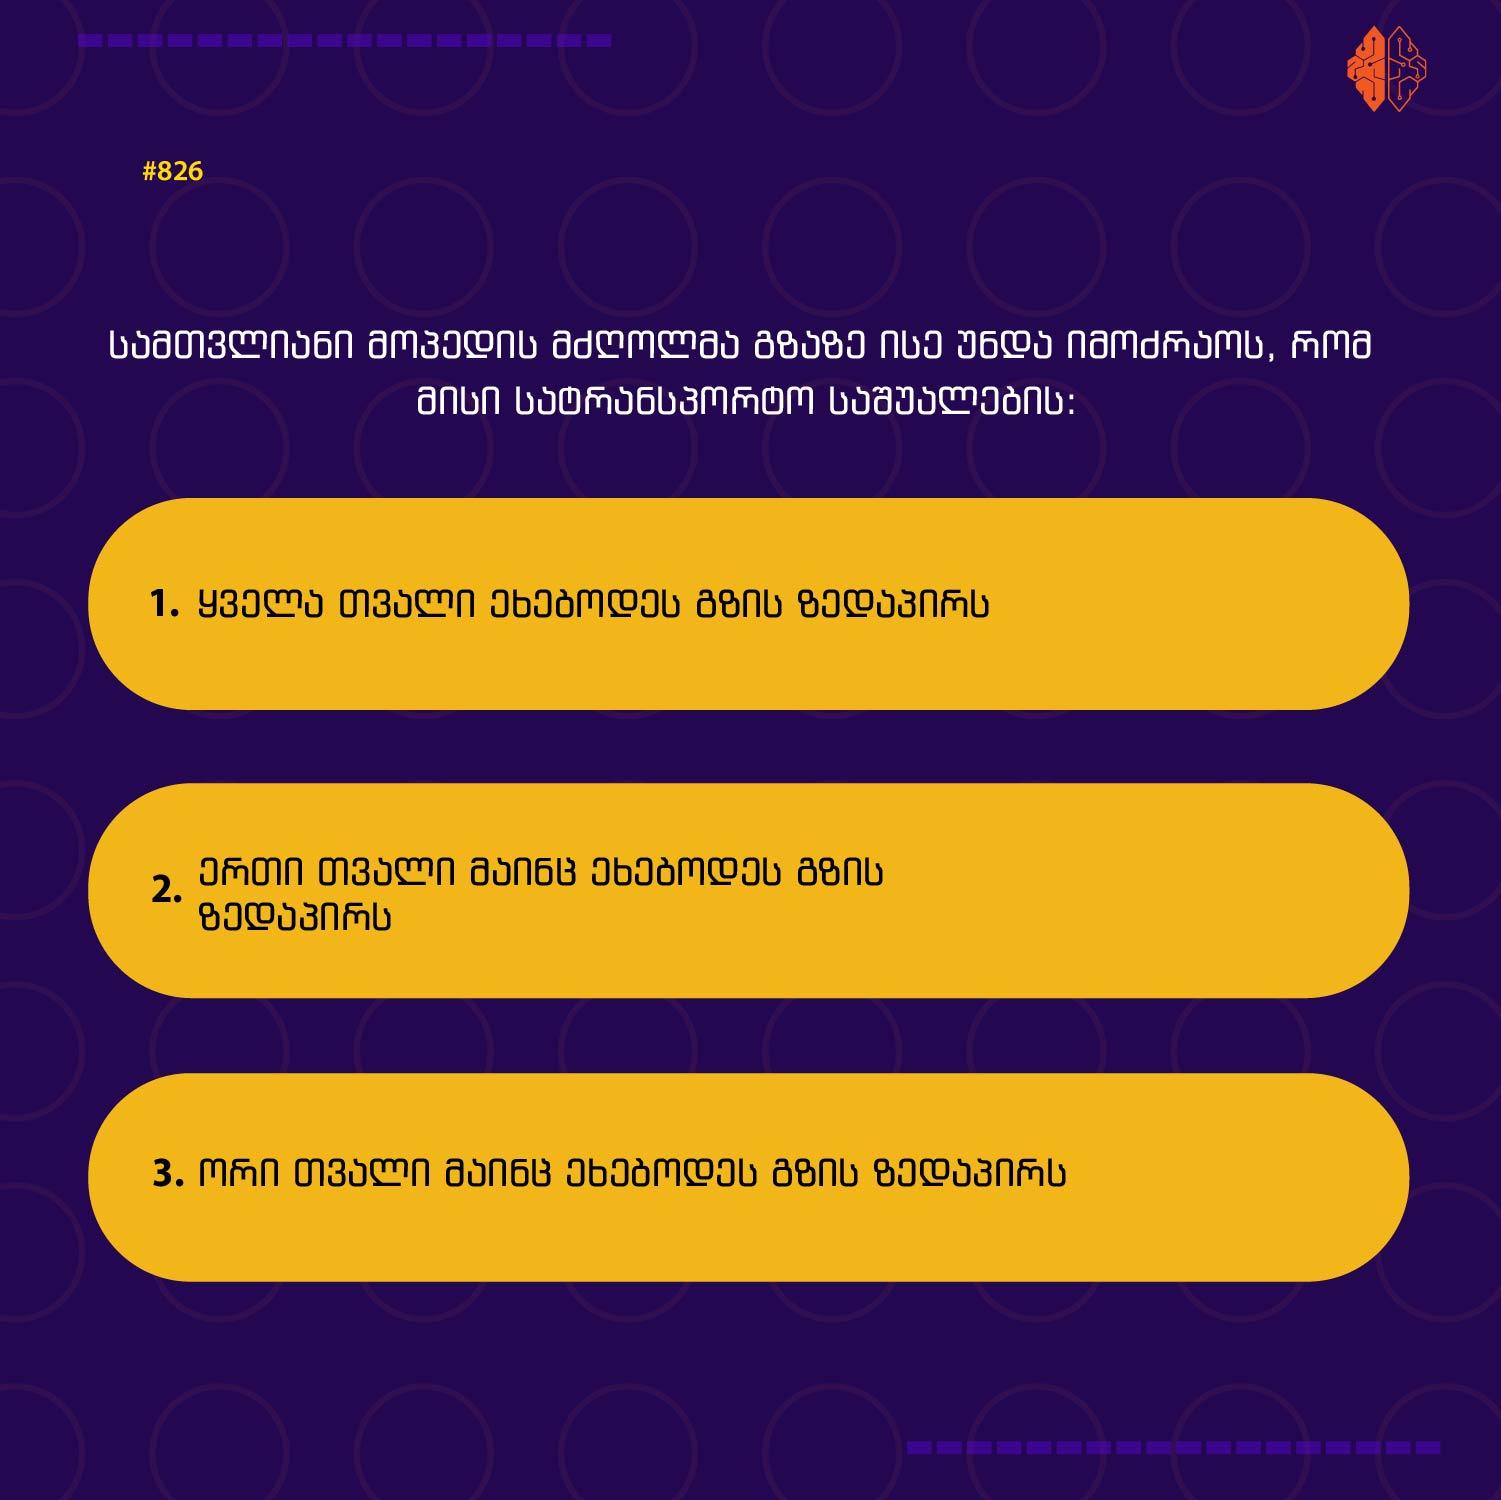 #826
სამთვლიანი მოპედის მძღოლმა გზაზე ისე უნდა იმოძრაოს, რომ
მისი სატრანსპორტო საშუალების:
1. ყველა თვალი ეხებოდეს გზის ზედაპირს
2. ერთი თვალი მაინც ეხებოდეს გზის
ზედაპირს
3. ორი თვალი მაინც ეხებოდეს გზის ზედაპირს